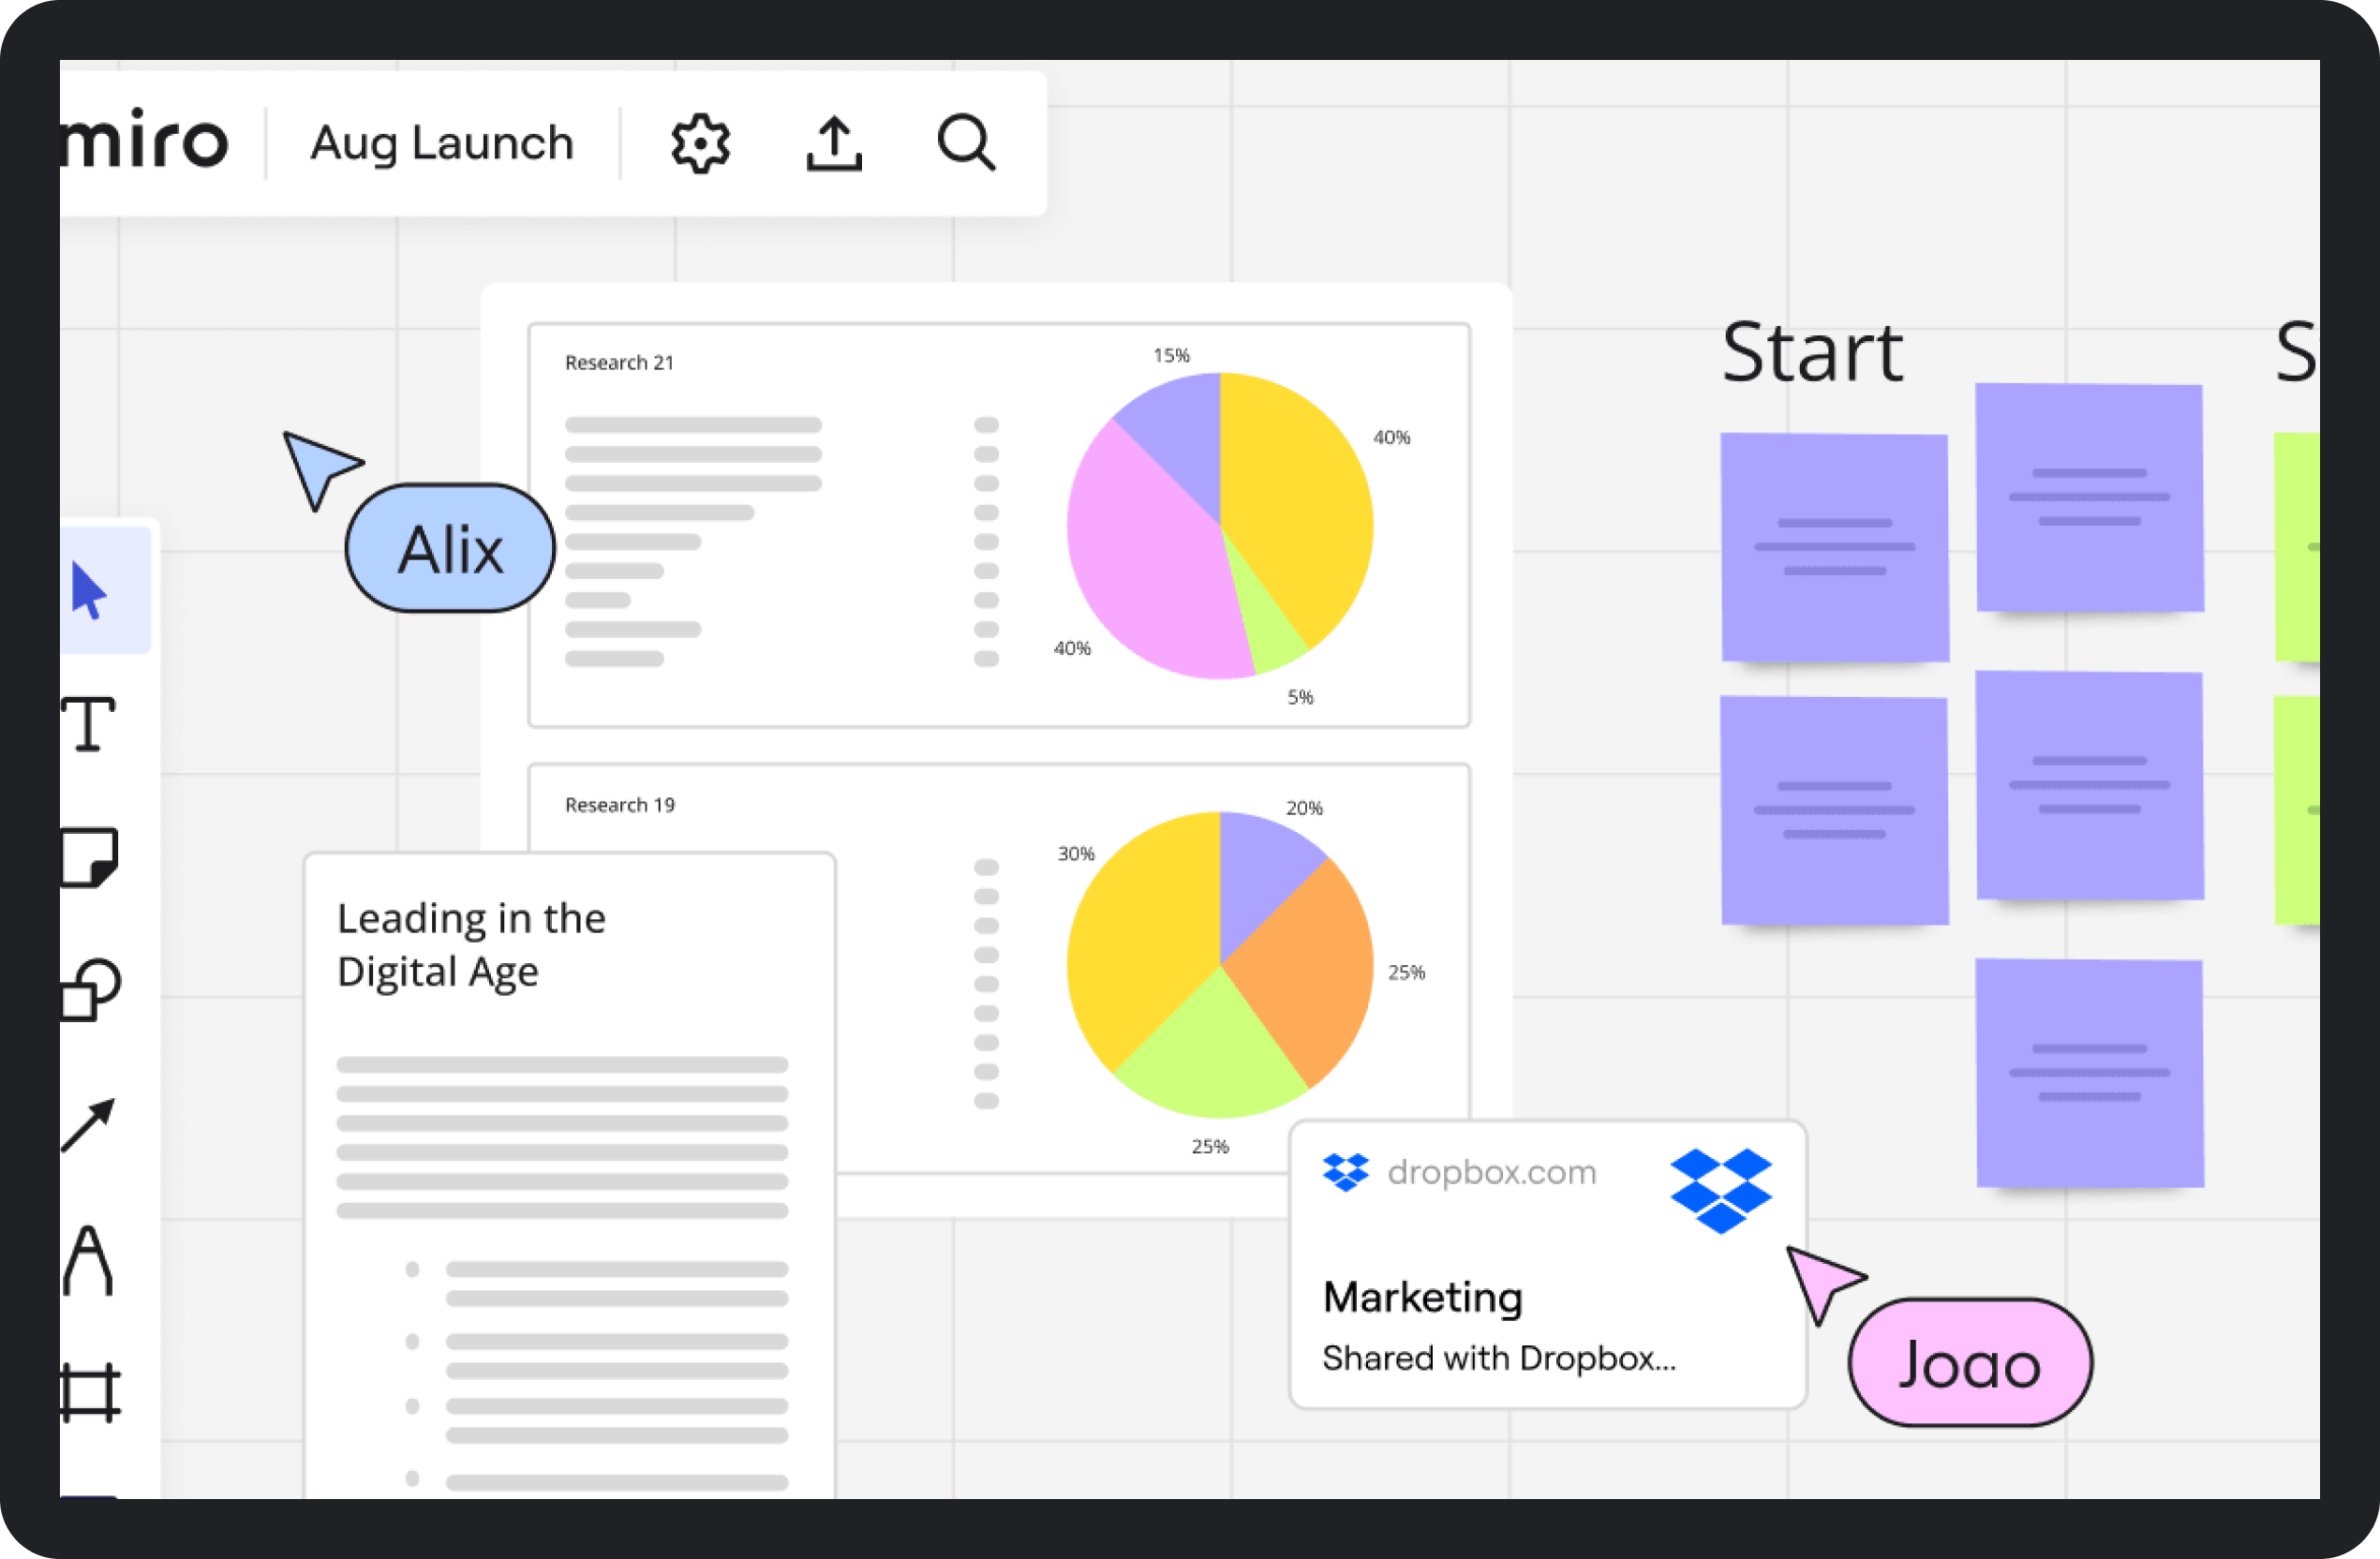 miro
Aug Launch
Research 21
15%
40%
40%
5%
Alix
Research 19
20%
30%
25%
25%
Leading in the
Digital Age
dropbox.com
Marketing
Shared with Dropbox...
Joao
Start